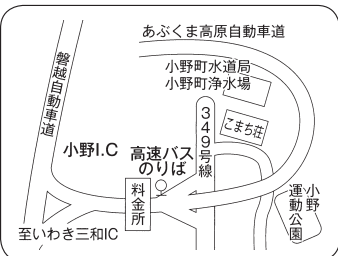 あぶくま高原自動車道
磐越自動車道
小野町水道局
小野町浄水場
349号線
こまち荘
小野I.C
高速バス
のりば
料金所
小野
運動公園
至いわき三和IC